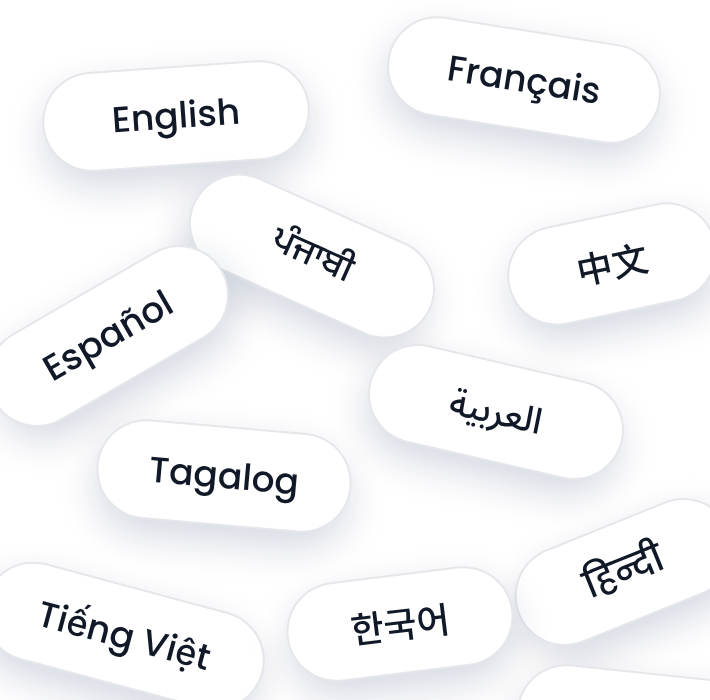 English
Français
ਪੰਜਾਬੀ
中文
Español
العربية
Tagalog
हिन्दी
Tiếng Việt
한국어